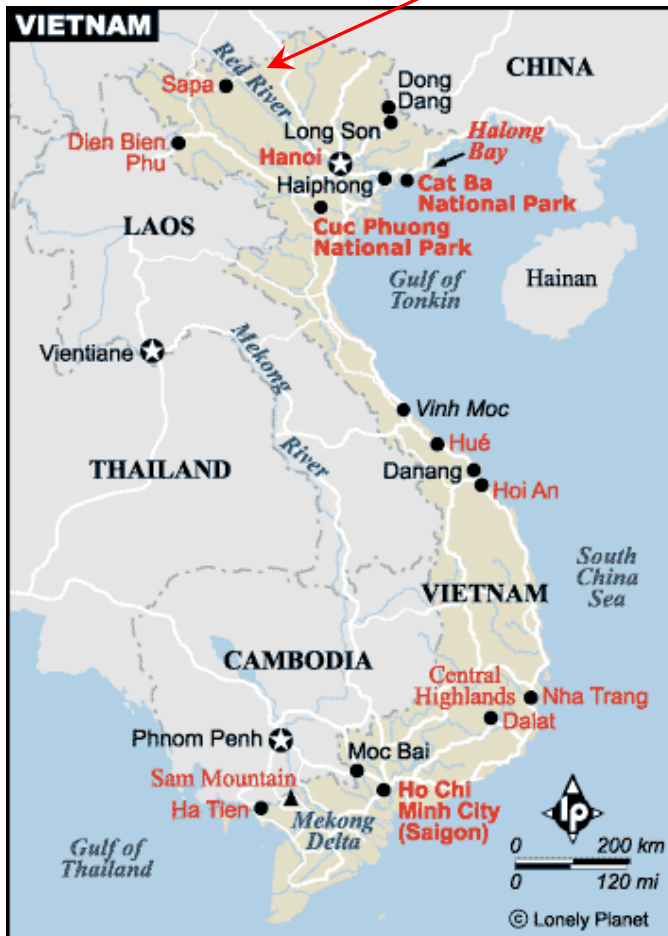 VIETNAM
Red River
CHINA
Sapa
Dong
Dang
Long Son
Halong
Bay
Dien Bien
Phu
Hanoi
Haiphong
Cat Ba
National Park
LAOS
Cuc Phuong
National Park
Gulf of
Tonkin
Hainan
Vientiane
Mekong
River
Vinh Moc
Hué
THAILAND
Danang
Hoi An
South
China
Sea
VIETNAM
CAMBODIA
Central
Highlands
Nha Trang
Dalat
Phnom Penh
Moc Bai
Sam Mountain
Ha Tien
Ho Chi
Minh City
(Saigon)
Mekong
Delta
Gulf of
Thailand
lp
0 200 km
0 120 mi
© Lonely Planet